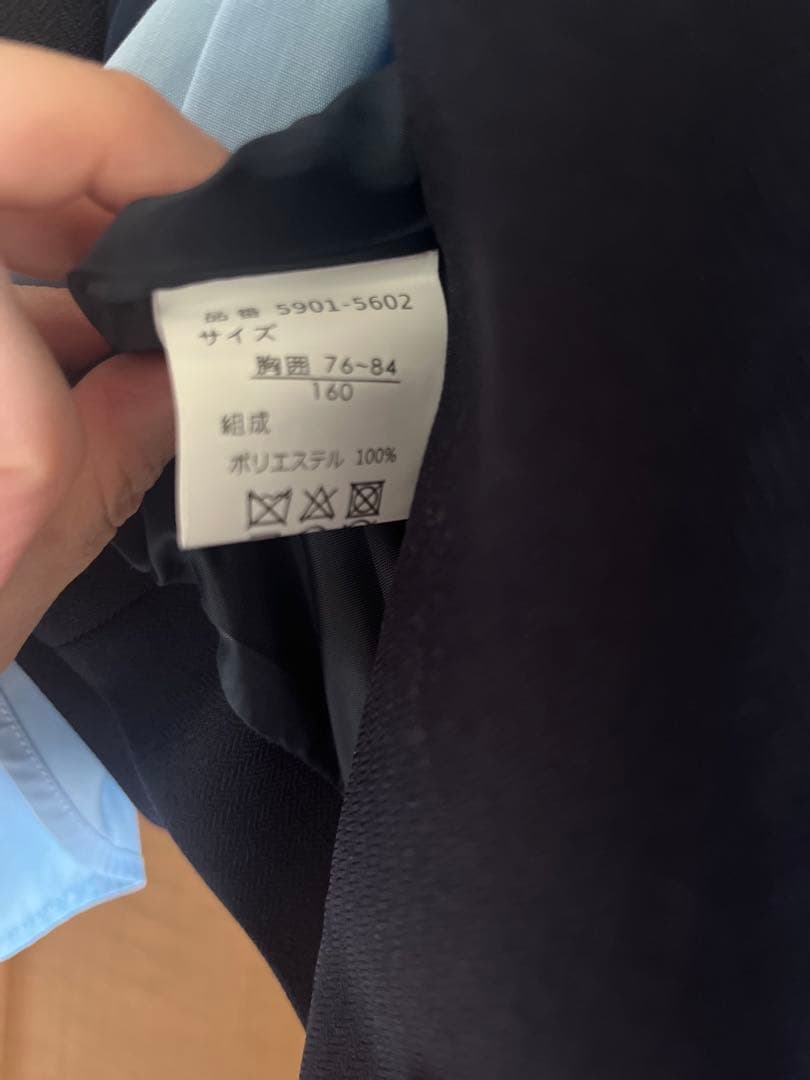 品番 5901-5602
サイズ
胸囲 76~84
160
組成
ポリエステル 100%